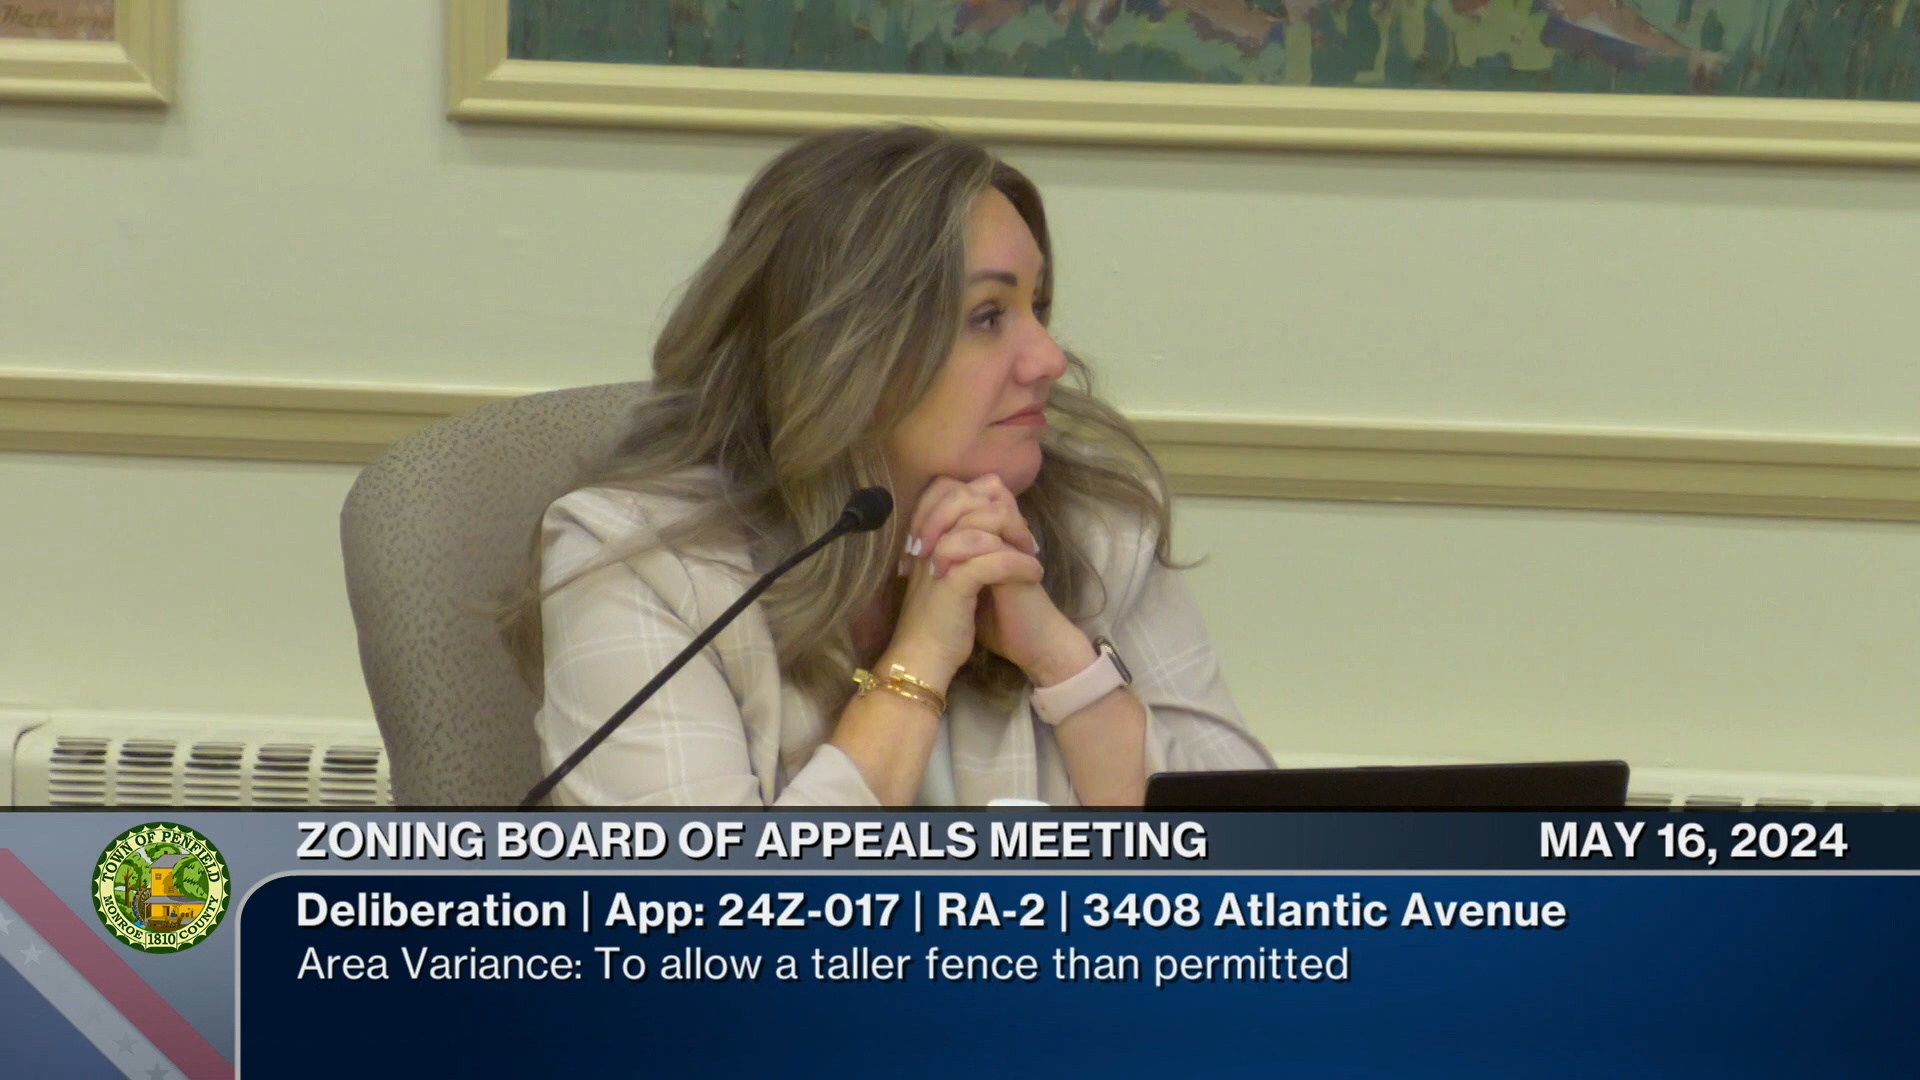 ZONING BOARD OF APPEALS MEETING
MAY 16, 2024
Deliberation | App: 24Z-017 | RA-2 | 3408 Atlantic Avenue
Area Variance: To allow a taller fence than permitted
TOWN OF PENFIELD
MONROE 1810 COUNTY